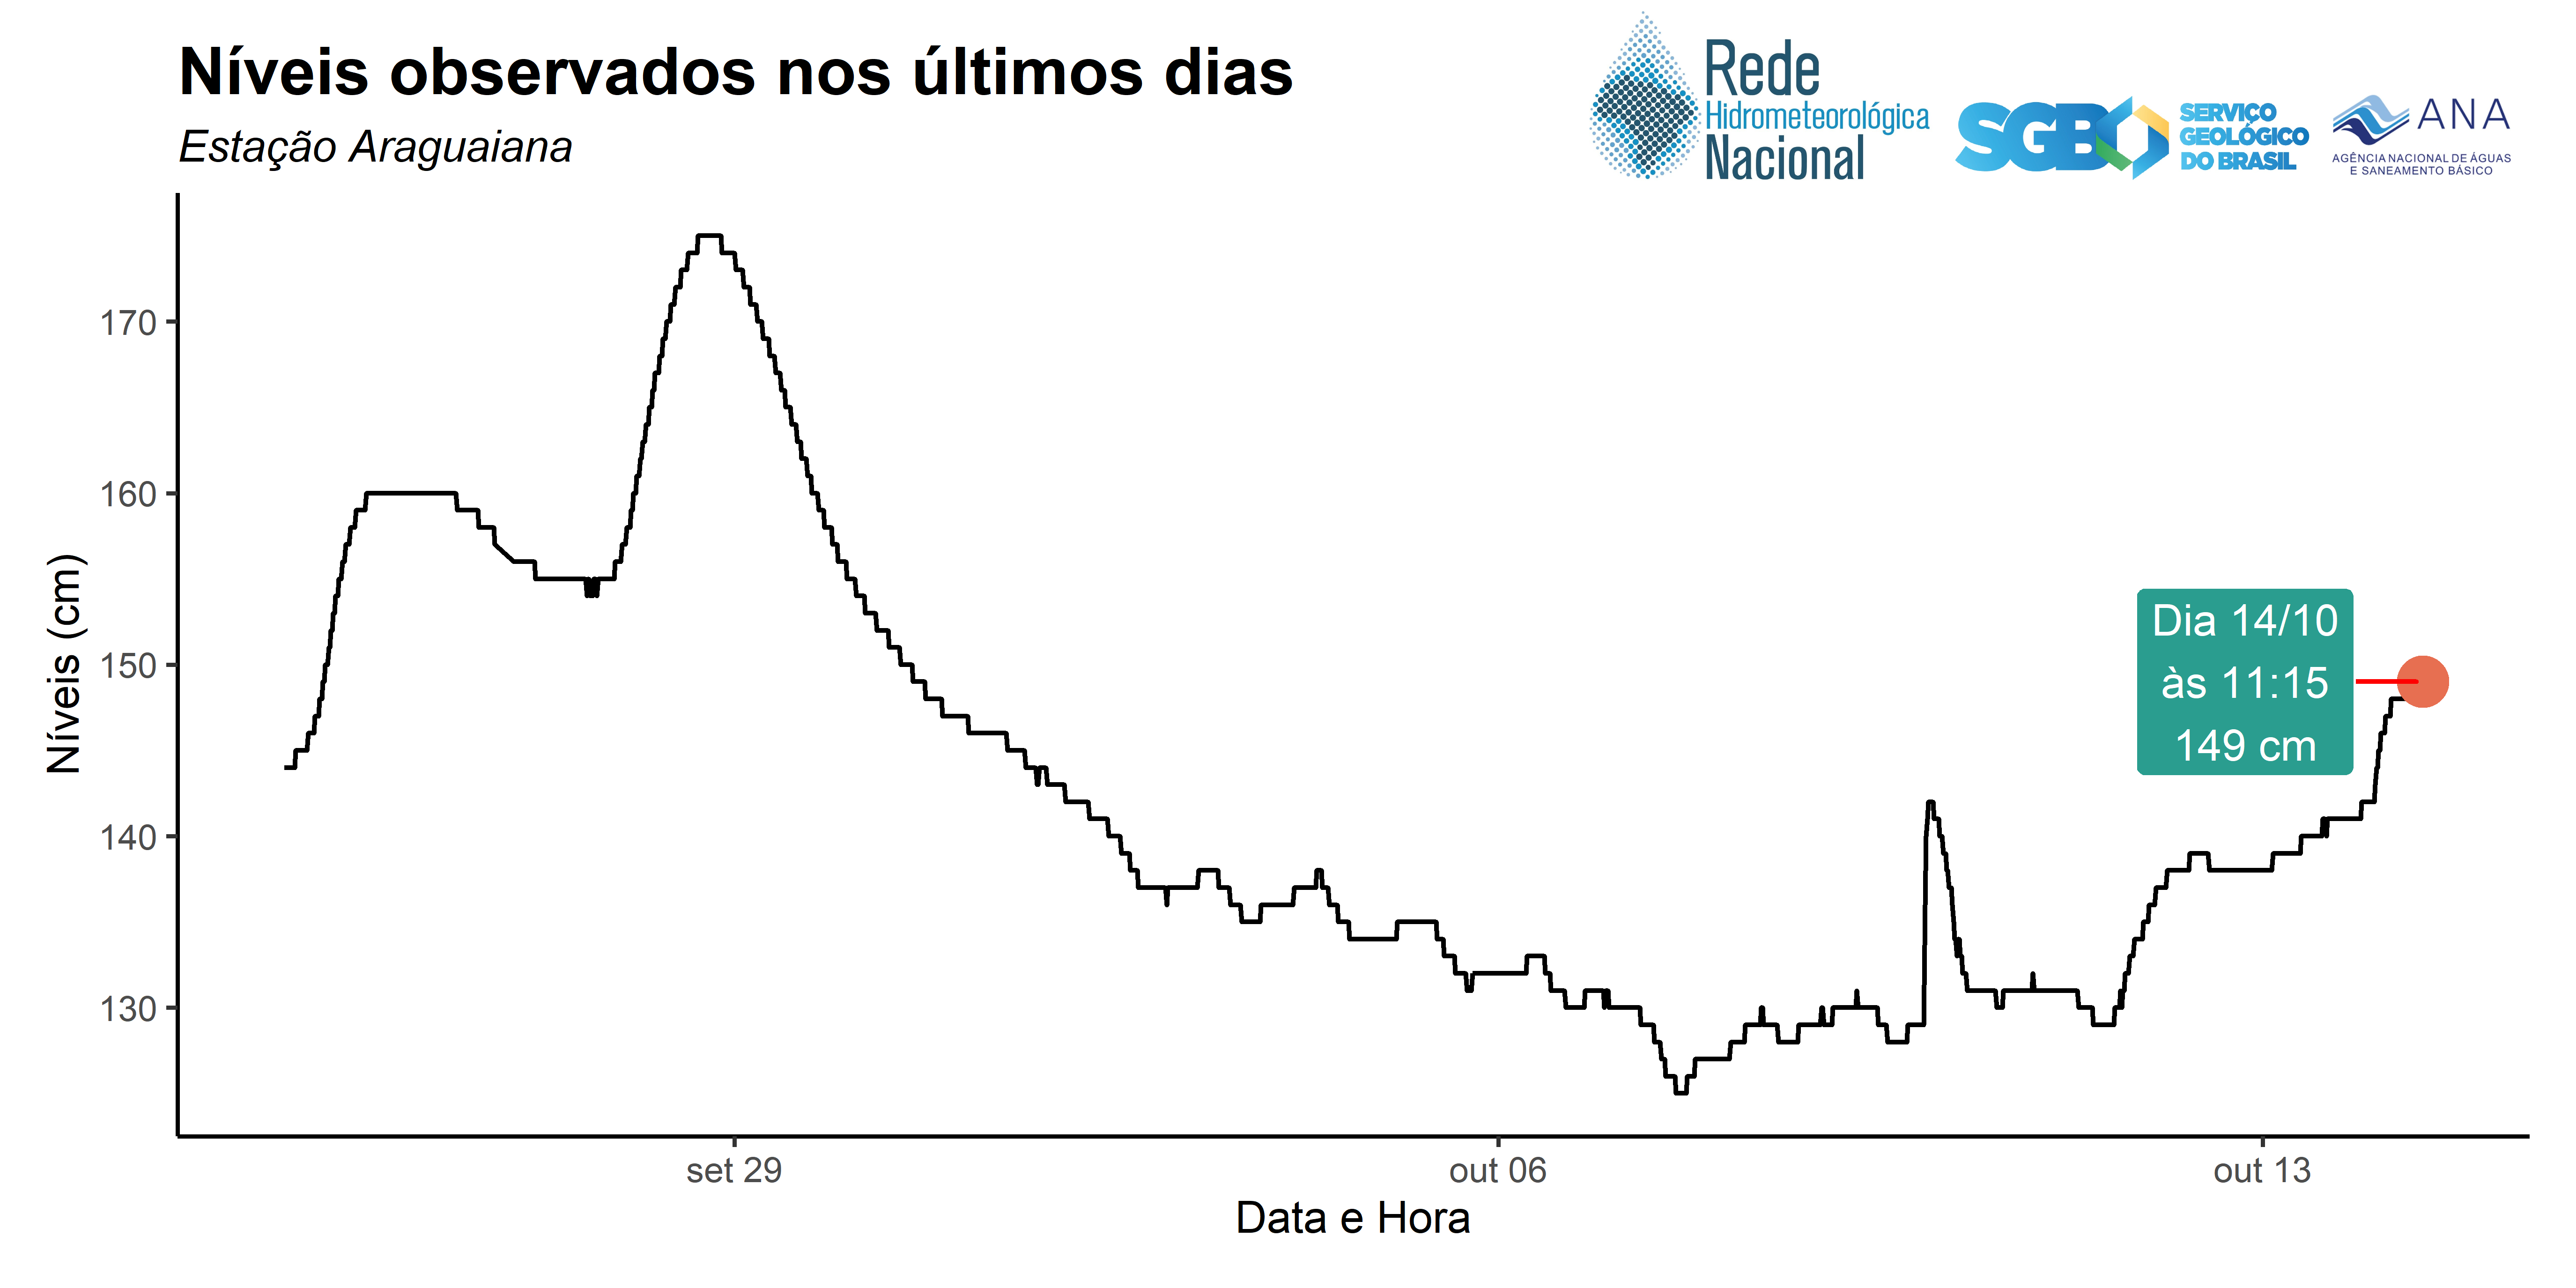 Níveis observados nos últimos dias
Estação Araguaiana
Rede
Hidrometeorológica
Nacional
SGB
SERVIÇO
GEOLÓGICO
DO BRASIL
ANA
AGÊNCIA NACIONAL DE ÁGUAS
E SANEAMENTO BÁSICO
Níveis (cm)
170
160
150
140
130
Dia 14/10
às 11:15
149 cm
set 29
out 06
out 13
Data e Hora